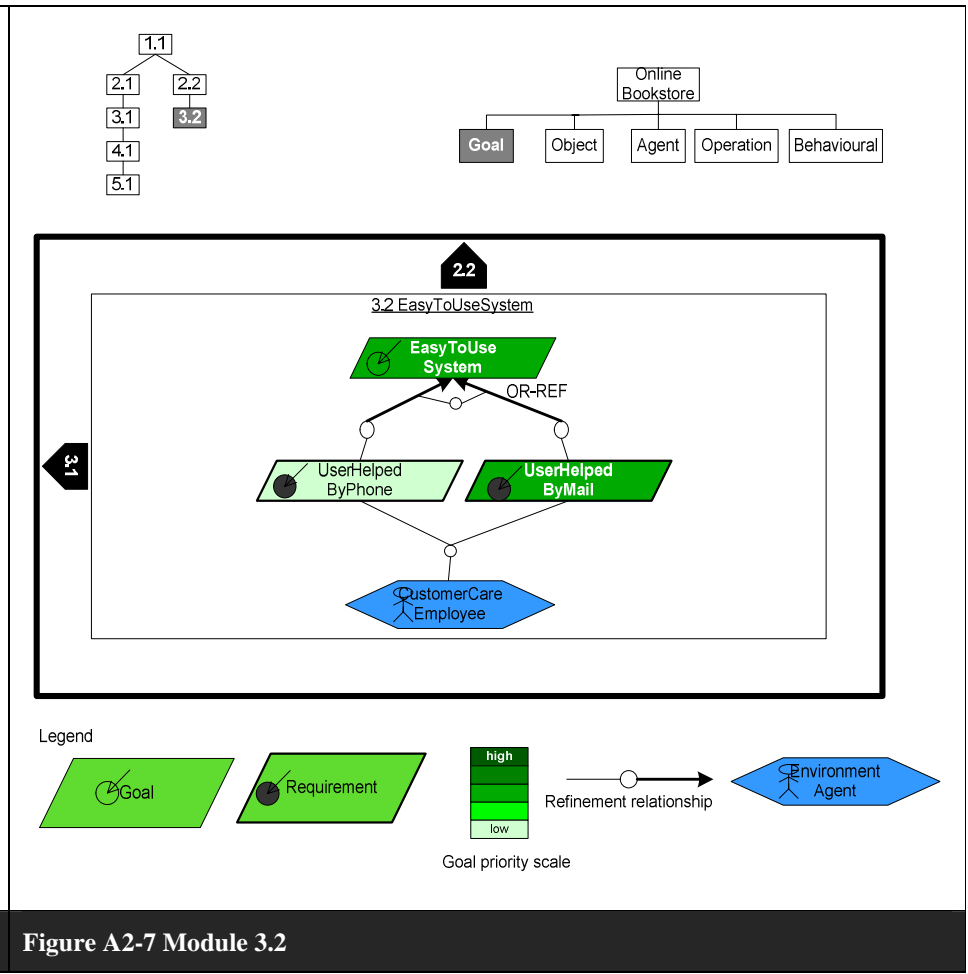 1.1
2.1
2.2
3.1
3.2
4.1
5.1
Online
Bookstore
Goal
Object
Agent
Operation
Behavioural
2.2
3.2 EasyToUseSystem
EasyToUse
System
OR-REF
3.1
UserHelped
ByPhone
UserHelped
ByMail
CustomerCare
Employee
Legend
Goal
Requirement
high
low
Goal priority scale
Refinement relationship
Environment
Agent
Figure A2-7 Module 3.2